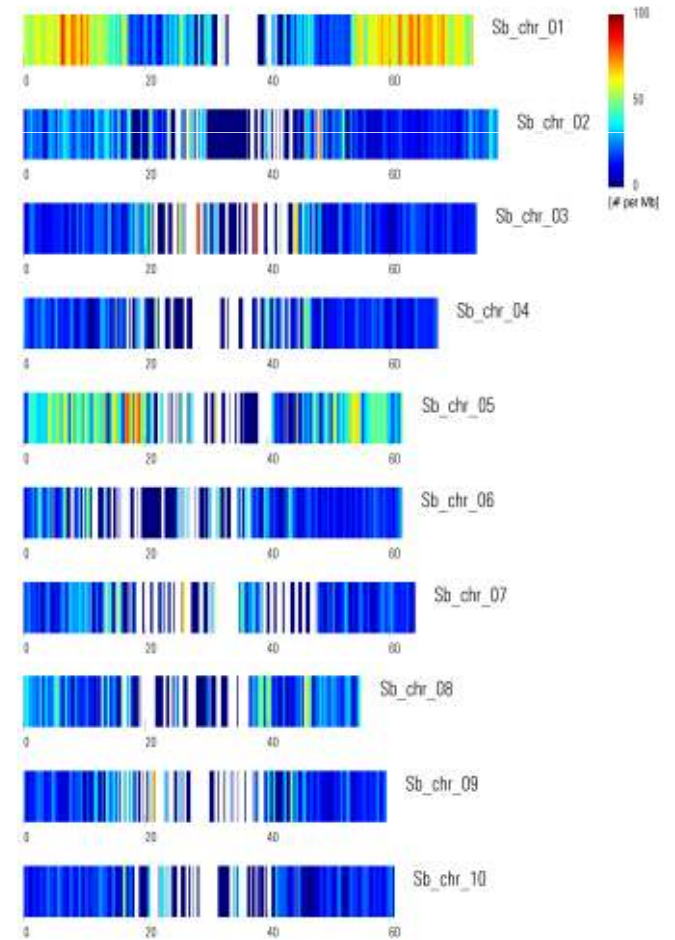 Sb_chr_01
100
50
0
[# per Mb]
0 20 40 60
Sb_chr_02
0 20 40 60
Sb_chr_03
0 20 40 60
Sb_chr_04
0 20 40 60
Sb_chr_05
0 20 40 60
Sb_chr_06
0 20 40 60
Sb_chr_07
0 20 40 60
Sb_chr_08
0 20 40
Sb_chr_09
0 20 40
Sb_chr_10
0 20 40 60